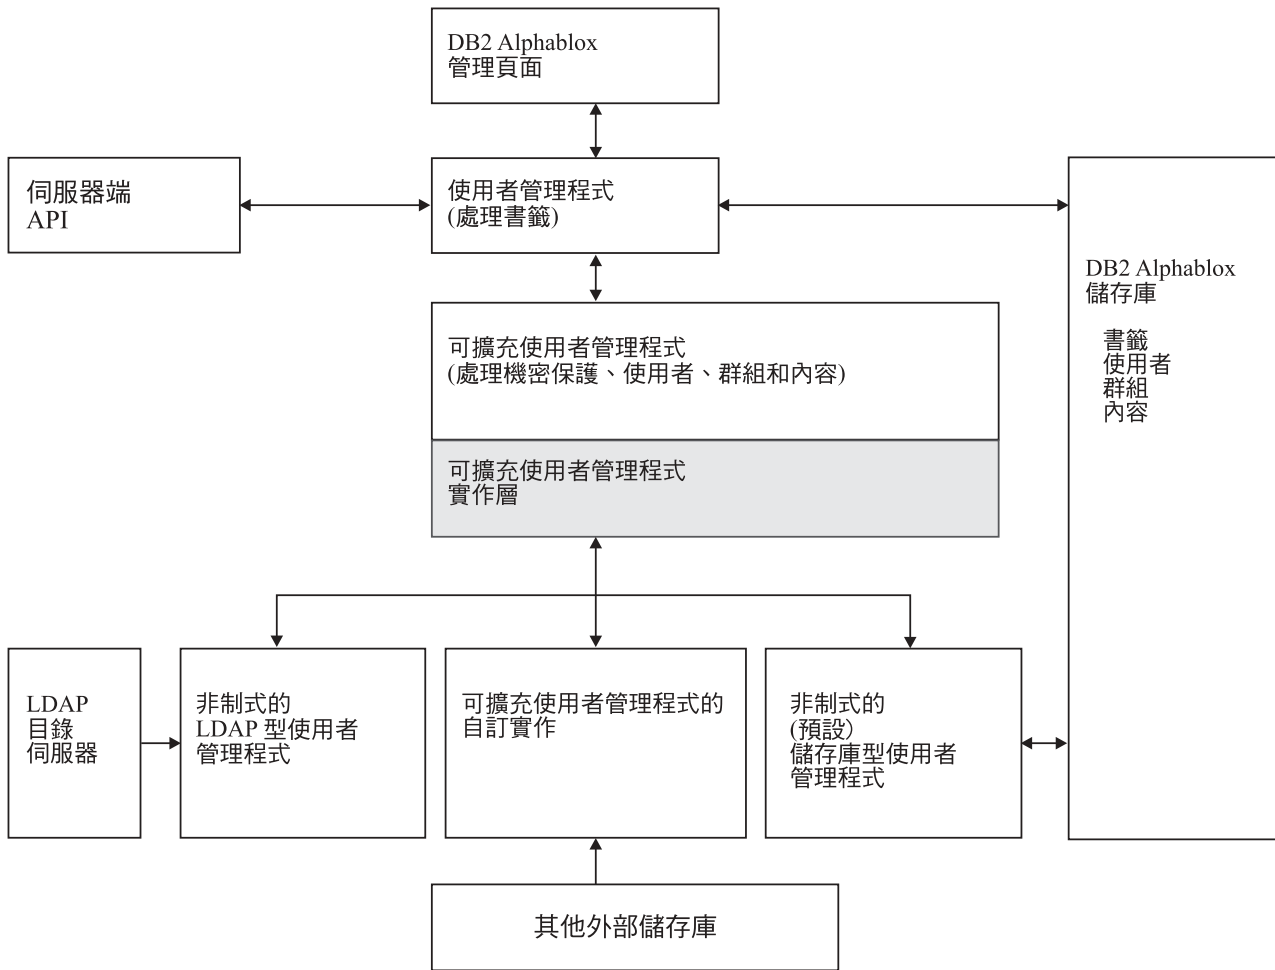 DB2 Alphablox
管理頁面
伺服器端
API
使用者管理程式
(處理書籤)
DB2 Alphablox
儲存庫
書籤
使用者
群組
內容
可擴充使用者管理程式
(處理機密保護、使用者、群組和內容)
可擴充使用者管理程式
實作層
LDAP
目錄
伺服器
非制式的
LDAP 型使用者
管理程式
可擴充使用者管理程式的
自訂實作
非制式的
(預設)
儲存庫型使用者
管理程式
其他外部儲存庫